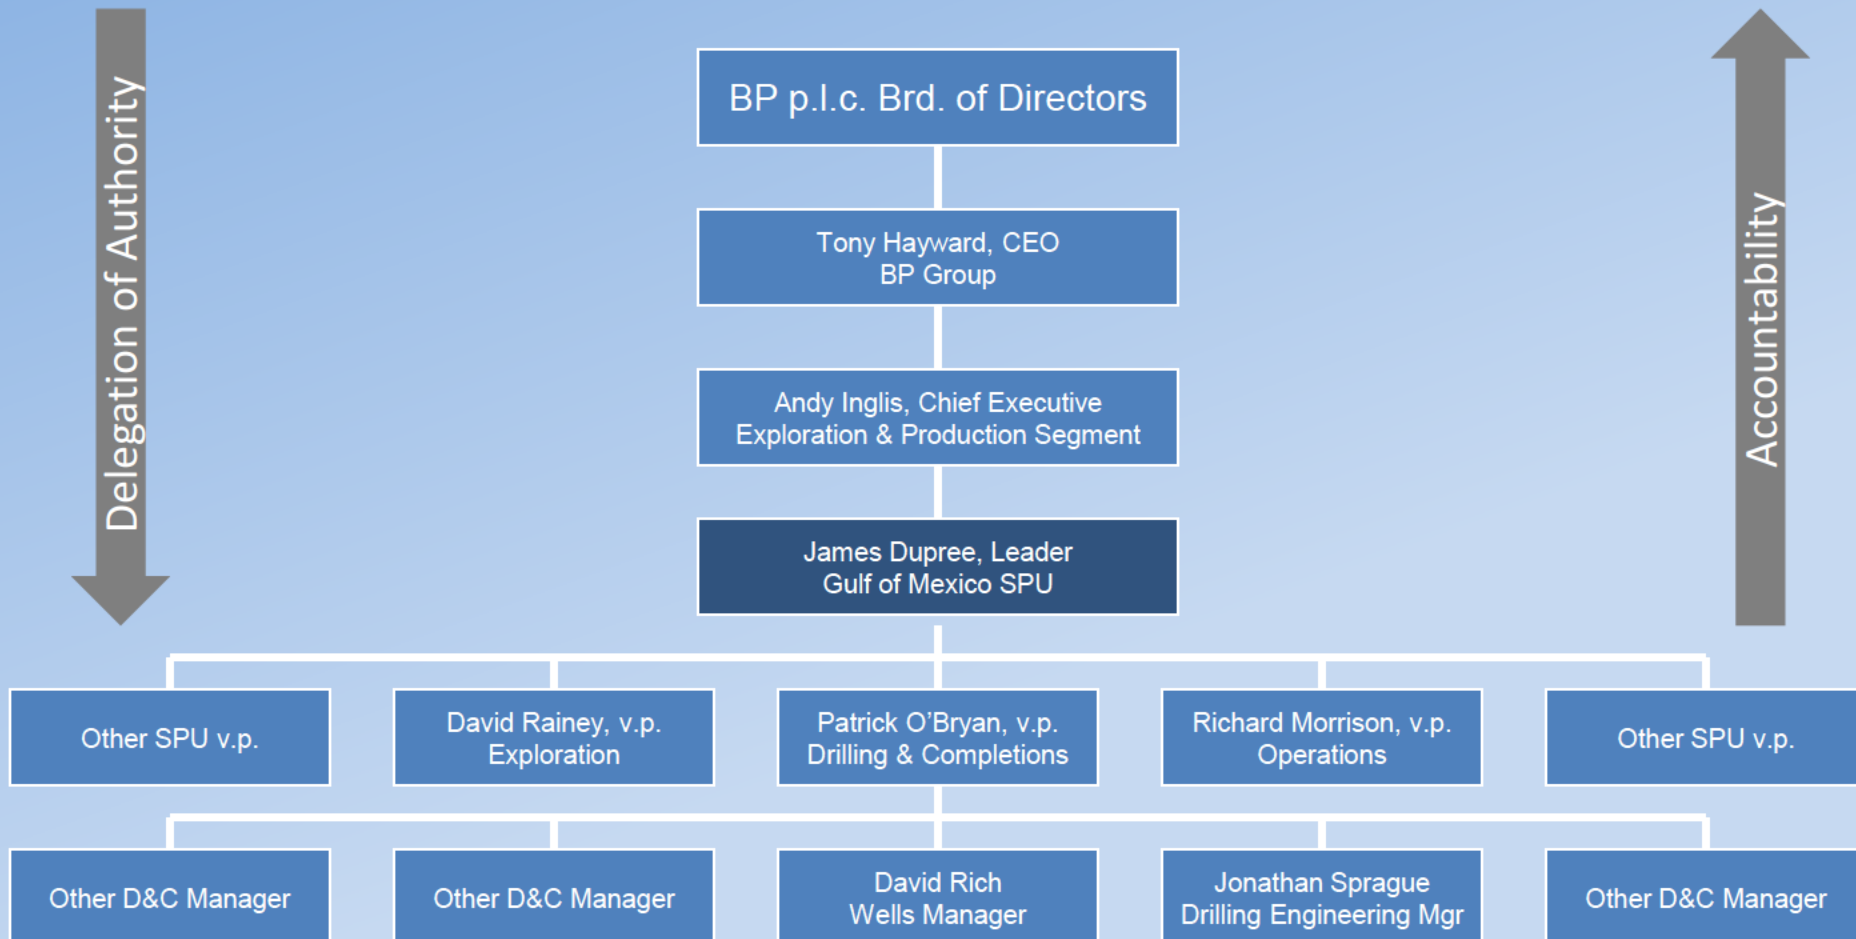 Delegation of Authority
Accountability
BP p.l.c. Brd. of Directors
Tony Hayward, CEO
BP Group
Andy Inglis, Chief Executive
Exploration & Production Segment
James Dupree, Leader
Gulf of Mexico SPU
Other SPU v.p.
David Rainey, v.p.
Exploration
Patrick O’Bryan, v.p.
Drilling & Completions
Richard Morrison, v.p.
Operations
Other SPU v.p.
Other D&C Manager
Other D&C Manager
David Rich
Wells Manager
Jonathan Sprague
Drilling Engineering Mgr
Other D&C Manager